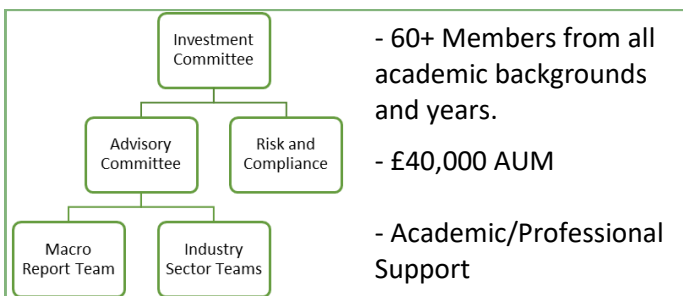 Investment
Committee
Advisory
Committee
Risk and
Compliance
Macro
Report Team
Industry
Sector Teams
- 60+ Members from all
academic backgrounds
and years.
- £40,000 AUM
- Academic/Professional
Support